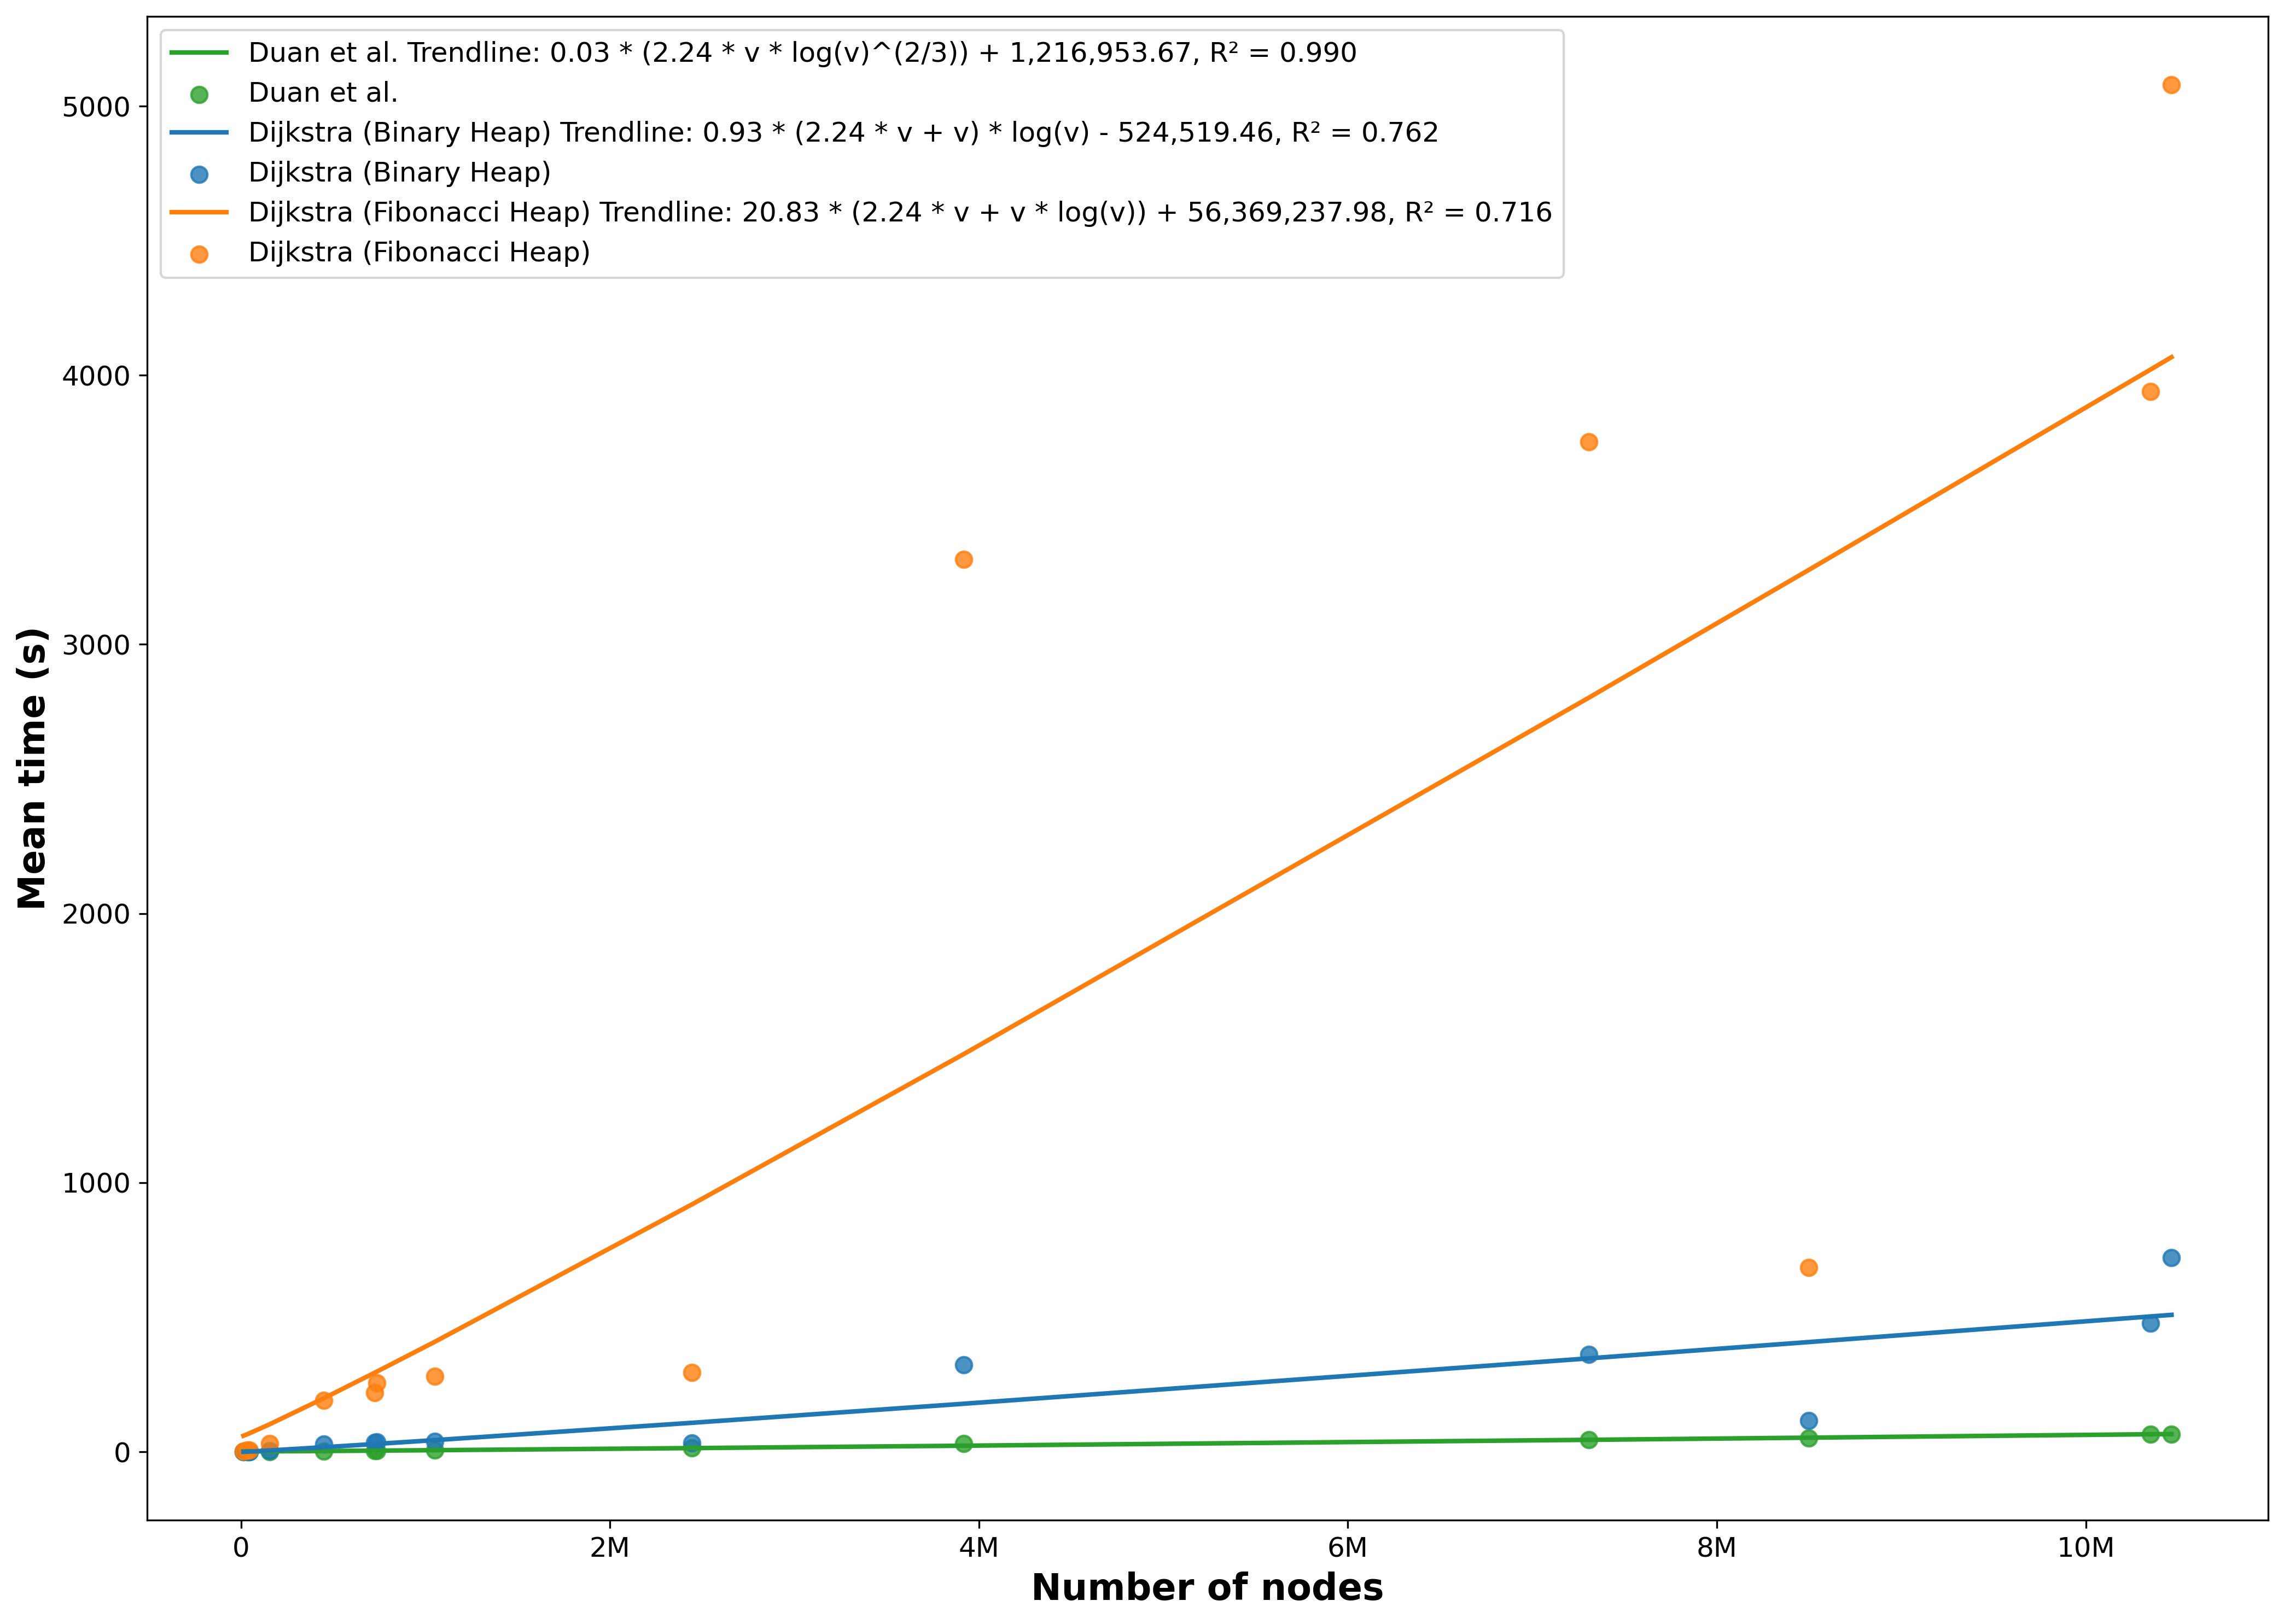 Duan et al. Trendline: 0.03 * (2.24 * v * log(v)^(2/3)) + 1,216,953.67, R² = 0.990
Duan et al.
Dijkstra (Binary Heap) Trendline: 0.93 * (2.24 * v + v) * log(v) - 524,519.46, R² = 0.762
Dijkstra (Binary Heap)
Dijkstra (Fibonacci Heap) Trendline: 20.83 * (2.24 * v + v * log(v)) + 56,369,237.98, R² = 0.716
Dijkstra (Fibonacci Heap)
5000
4000
3000
2000
1000
0
Mean time (s)
0 2M 4M 6M 8M 10M
Number of nodes